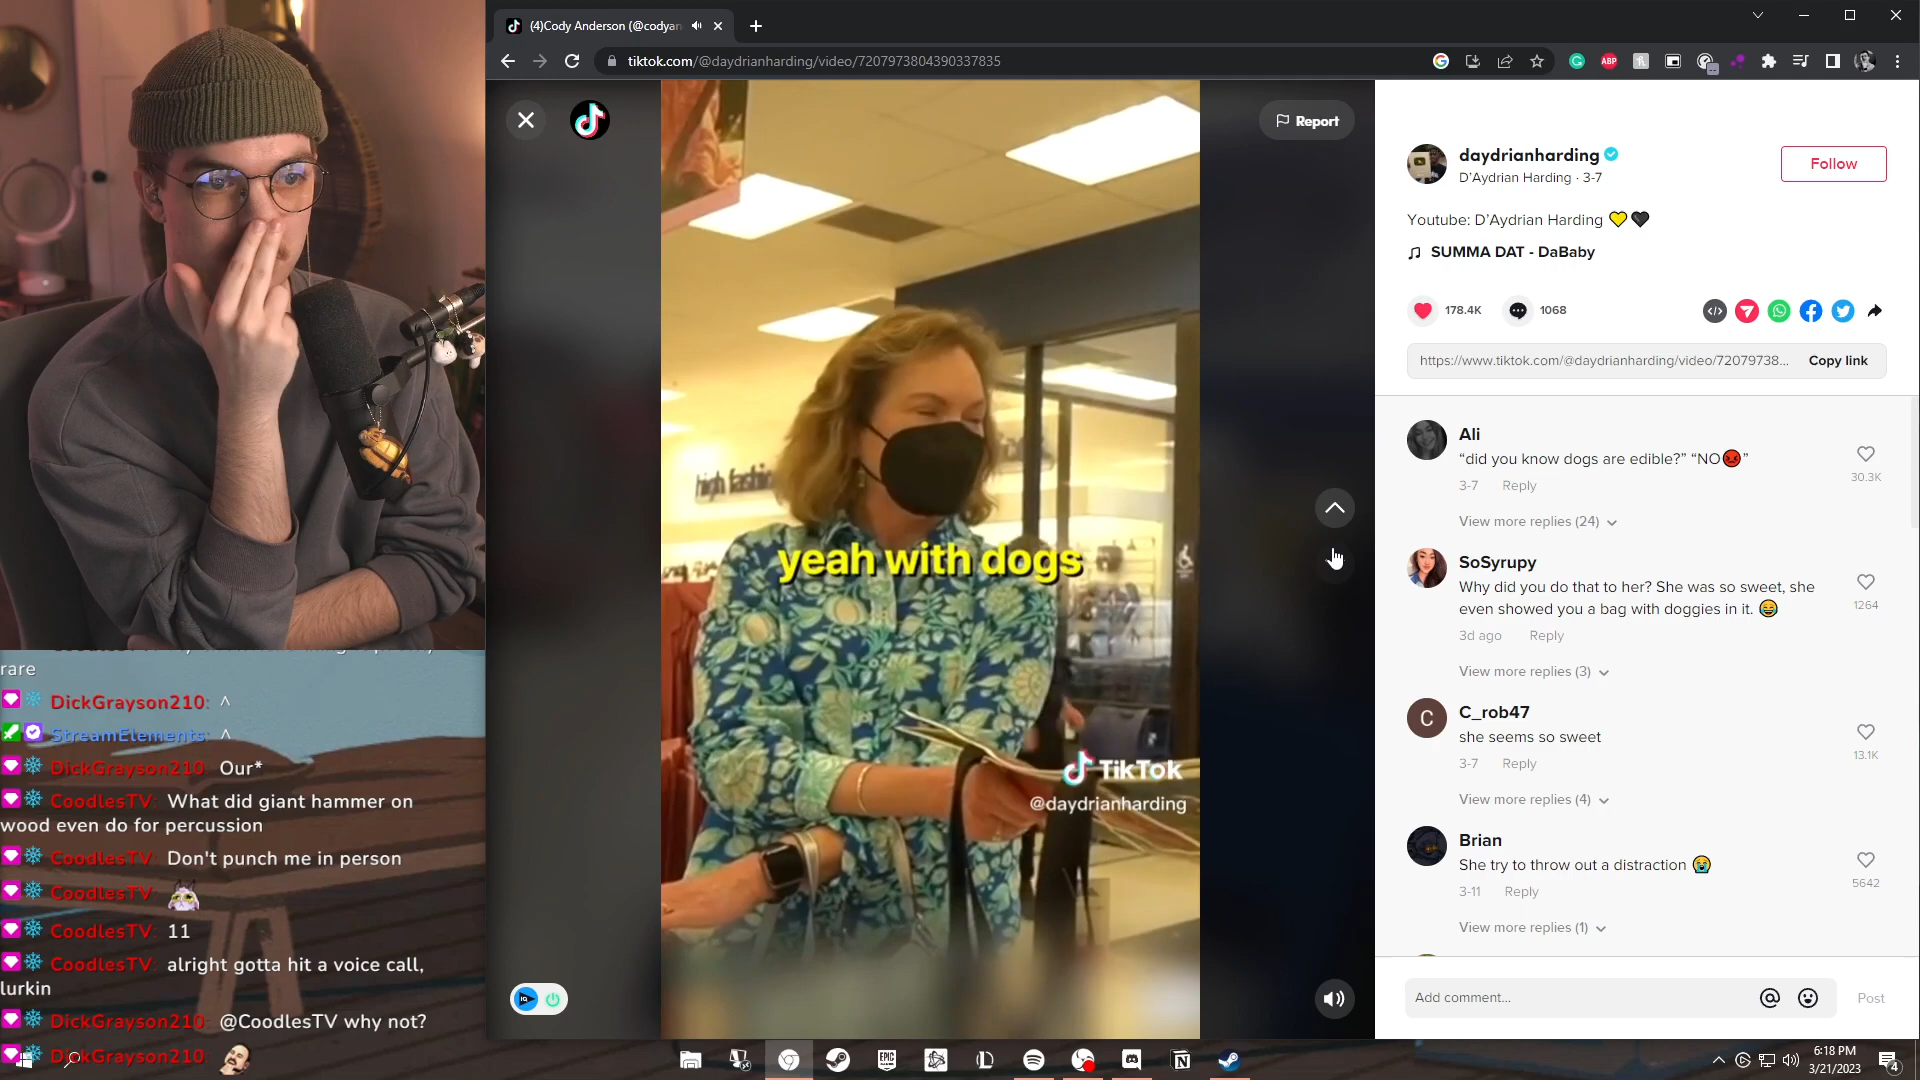 (4)Cody Anderson (@codyan
tiktok.com/@daydrianharding/video/7207973804390337835
ABP
Report
daydrianharding
D'Aydrian Harding · 3-7
Follow
Youtube: D'Aydrian Harding 💛🖤
SUMMA DAT - DaBaby
178.4K
1068
https://www.tiktok.com/@daydrianharding/video/72079738...
Copy link
high fashion
yeah with dogs
TikTok
@daydrianharding
Ali
“did you know dogs are edible?” “NO😡”
3-7 Reply
30.3K
View more replies (24)
SoSyrupy
Why did you do that to her? She was so sweet, she
even showed you a bag with doggies in it. 😂
1264
3d ago Reply
View more replies (3)
C
C_rob47
she seems so sweet
13.1K
3-7 Reply
View more replies (4)
Brian
She try to throw out a distraction 😭
5642
3-11 Reply
View more replies (1)
Add comment...
Post
rare
DickGrayson210: ^
StreamElements: ^
DickGrayson210: Our*
CoodlesTV: What did giant hammer on
wood even do for percussion
CoodlesTV: Don't punch me in person
CoodlesTV:
CoodlesTV: 11
CoodlesTV: alright gotta hit a voice call,
lurkin
DickGrayson210: @CoodlesTV why not?
DickGrayson210:
IQ
EPIC
6:18 PM
3/21/2023
4